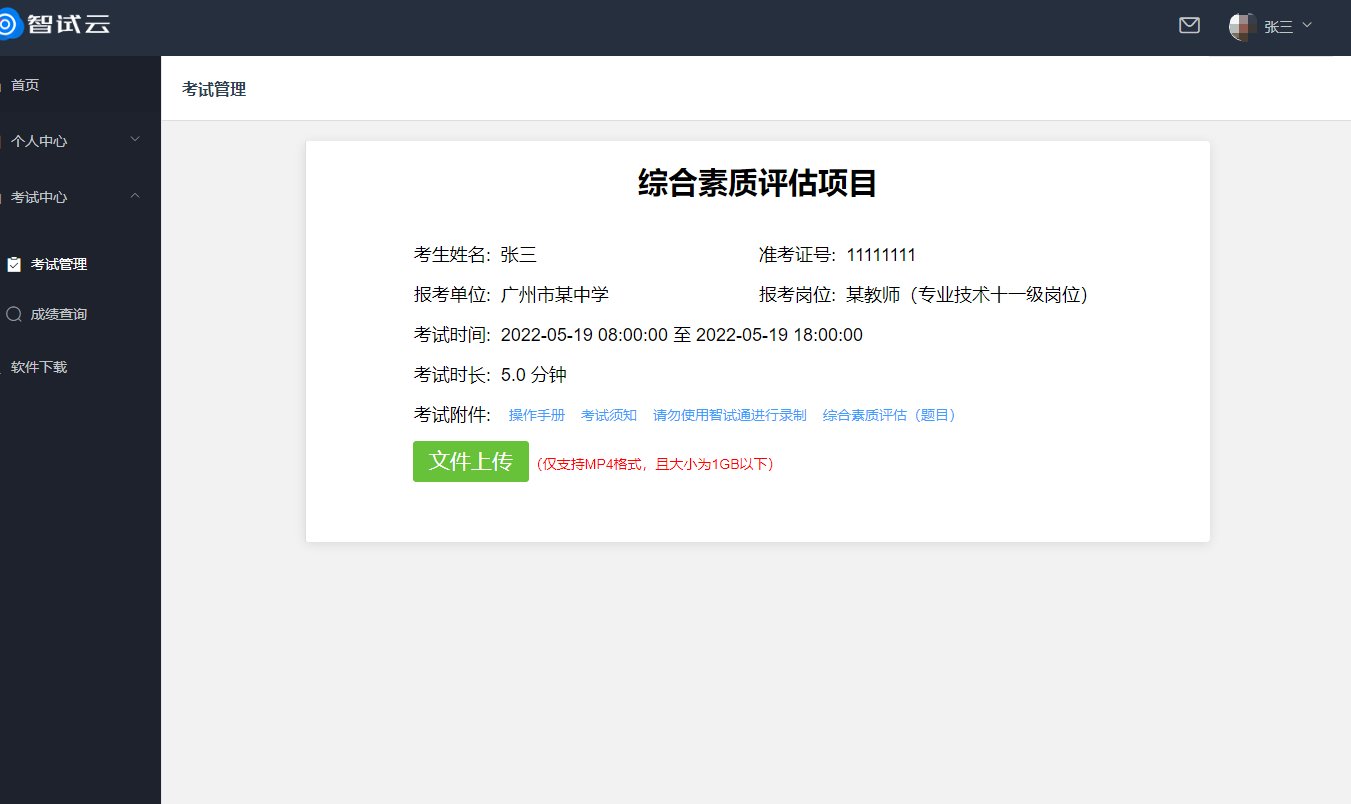 智试云
张三
首页
个人中心
考试中心
考试管理
成绩查询
软件下载
考试管理
综合素质评估项目
考生姓名: 张三 准考证号: 11111111
报考单位: 广州市某中学 报考岗位: 某教师（专业技术十一级岗位）
考试时间: 2022-05-19 08:00:00 至 2022-05-19 18:00:00
考试时长: 5.0 分钟
考试附件: 操作手册 考试须知 请勿使用智试通进行录制 综合素质评估（题目）
文件上传 （仅支持MP4格式，且大小为1GB以下）